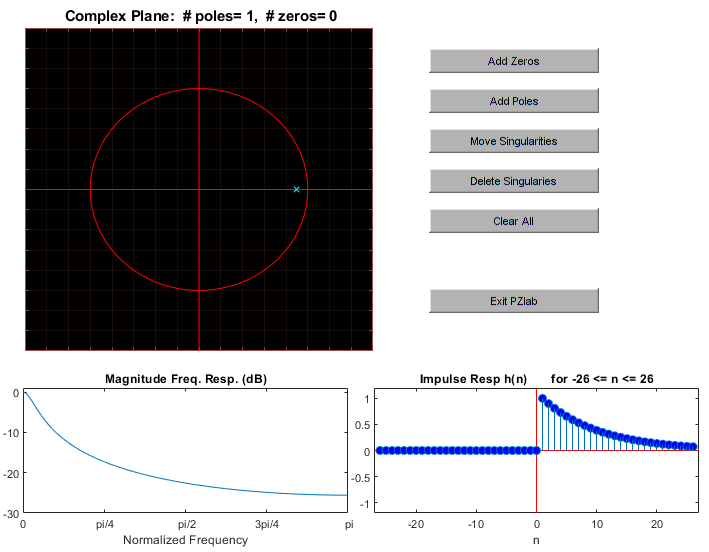 Complex Plane:  # poles= 1,  # zeros= 0
Add Zeros
Add Poles
Move Singularities
Delete Singularies
Clear All
Exit PZlab
Magnitude Freq. Resp. (dB)
0
-10
-20
-30
0 pi/4 pi/2 3pi/4 pi
Normalized Frequency
Impulse Resp h(n) for -26 <= n <= 26
1
0.5
0
-0.5
-1
-20 -10 0 10 20
n